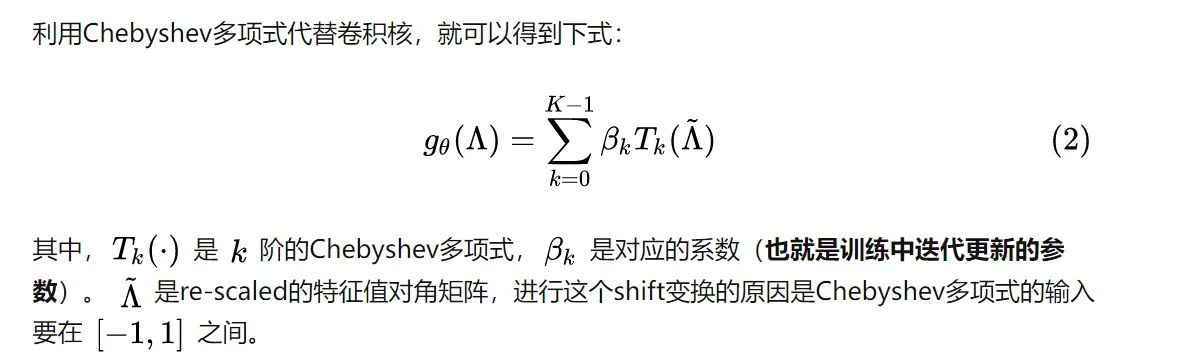 利用Chebyshev多项式代替卷积核，就可以得到下式：
$$g_\theta(\Lambda) = \sum_{k=0}^{K-1} \beta_k T_k(\tilde{\Lambda}) \tag{2}$$
其中，$T_k(\cdot)$ 是 $k$ 阶的Chebyshev多项式，$\beta_k$ 是对应的系数（也就是训练中迭代更新的参
数）。$\tilde{\Lambda}$ 是re-scaled的特征值对角矩阵，进行这个shift变换的原因是Chebyshev多项式的输入
要在 $[-1, 1]$ 之间。